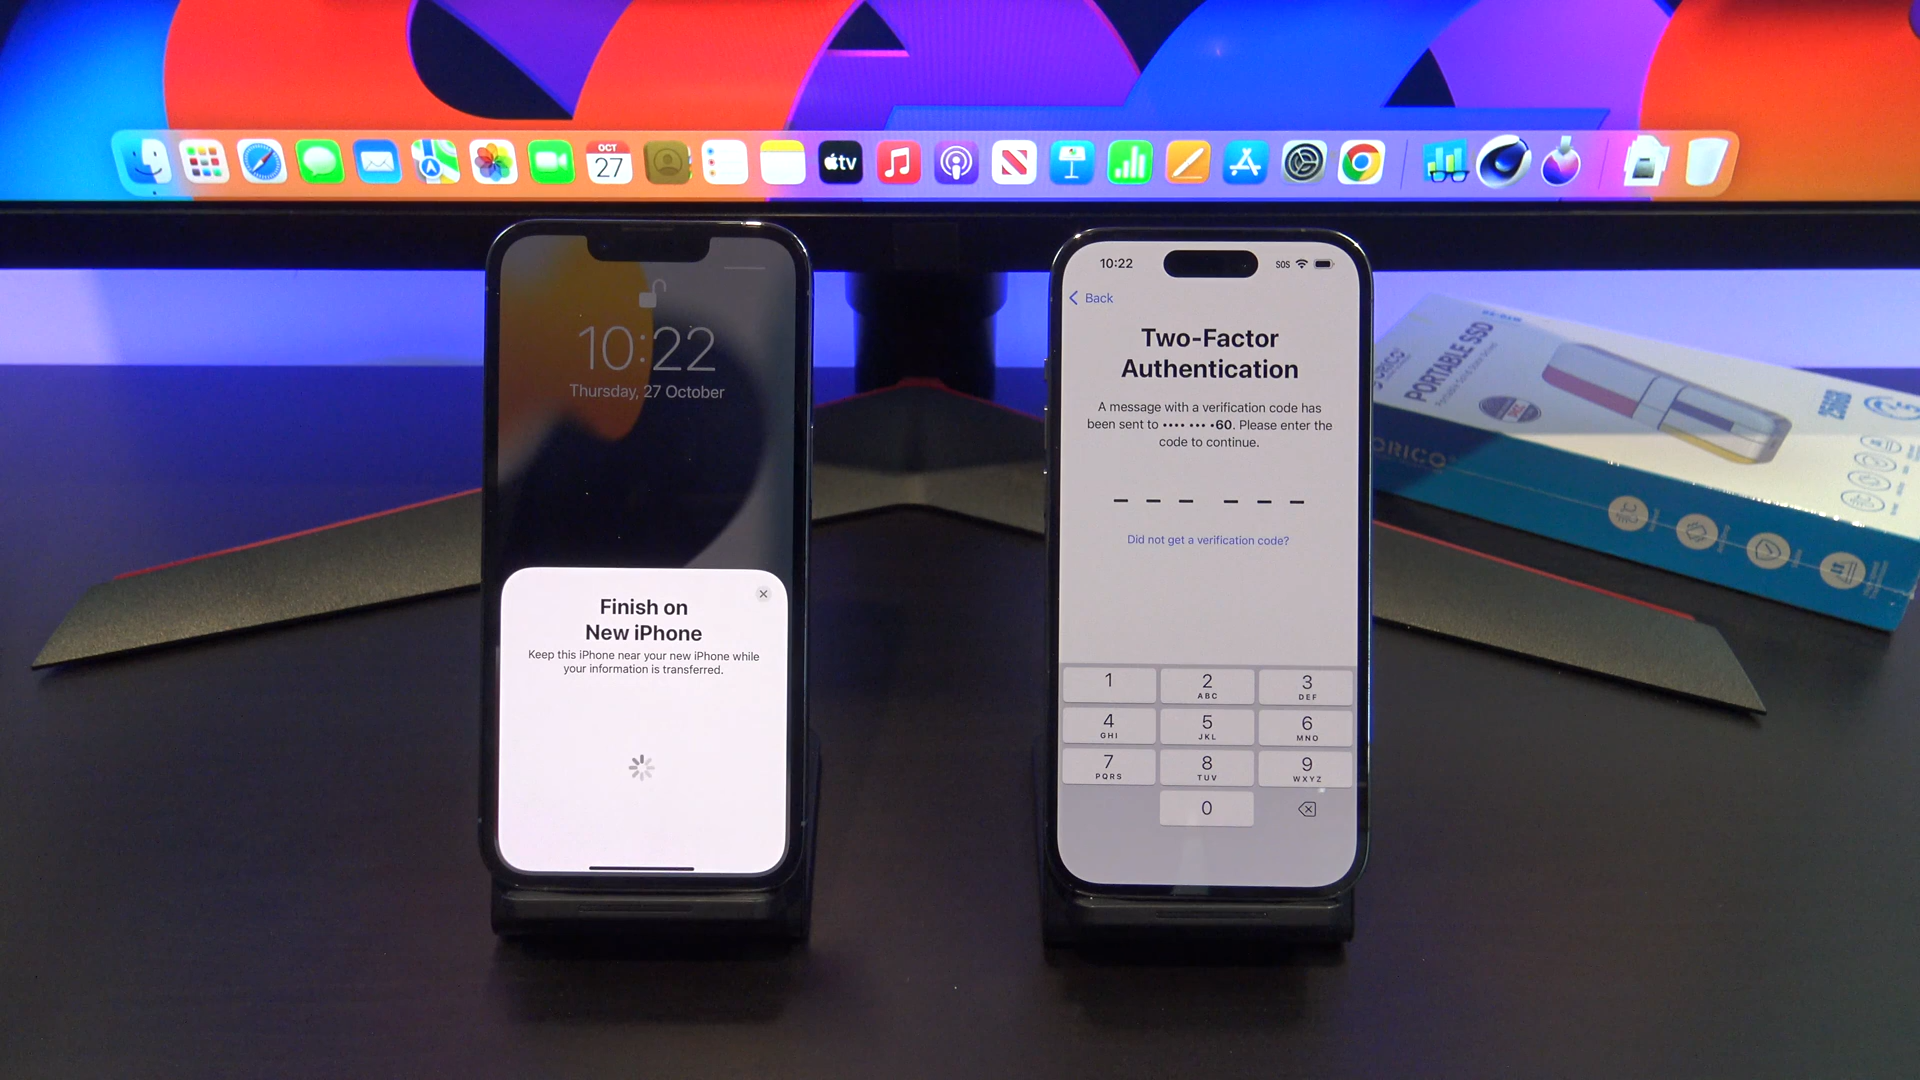 OCT
27
tv
10:22
Thursday, 27 October
Finish on
New iPhone
Keep this iPhone near your new iPhone while
your information is transferred.
10:22
SOS
Back
Two-Factor
Authentication
A message with a verification code has
been sent to •••• ••• •60. Please enter the
code to continue.
Did not get a verification code?
1
2
ABC
3
DEF
4
GHI
5
JKL
6
MNO
7
PQRS
8
TUV
9
WXYZ
0
ORICO
PORTABLE SSD
256GB
ORICO